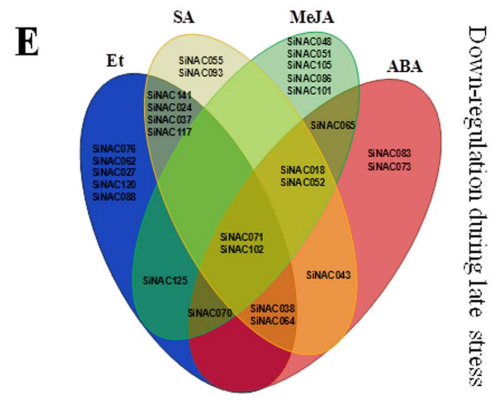 E
SA
MeJA
Et
ABA
SiNAC055
SiNAC093
SiNAC048
SiNAC051
SiNAC105
SiNAC086
SiNAC101
SiNAC141
SiNAC024
SiNAC037
SiNAC117
SiNAC065
SiNAC076
SiNAC062
SiNAC027
SiNAC120
SiNAC088
SiNAC083
SiNAC073
SiNAC018
SiNAC052
SiNAC071
SiNAC102
SiNAC125
SiNAC043
SiNAC070
SiNAC038
SiNAC064
Down-regulation during late stress